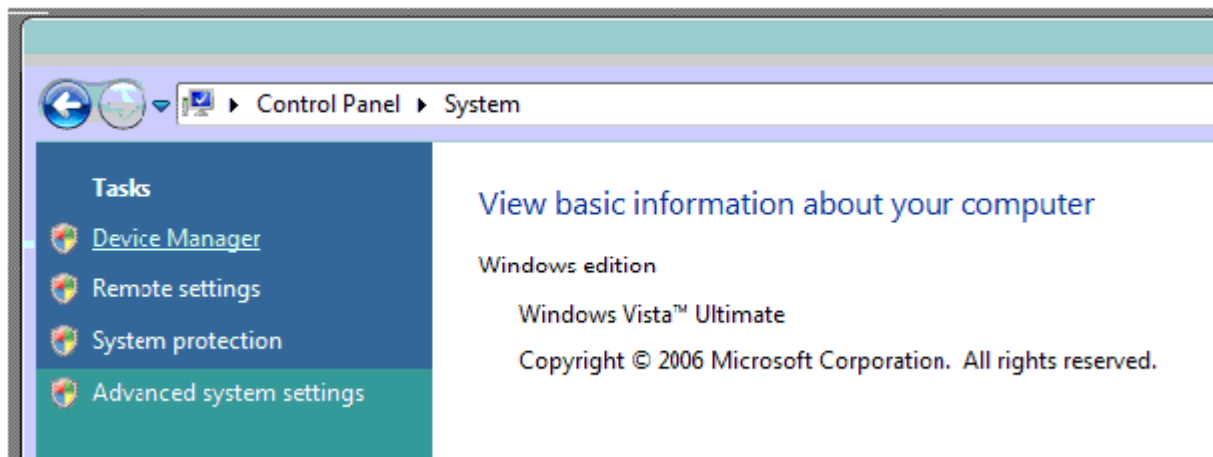 Control Panel System
Tasks
Device Manager
Remote settings
System protection
Advanced system settings
View basic information about your computer
Windows edition
Windows Vista™ Ultimate
Copyright © 2006 Microsoft Corporation. All rights reserved.